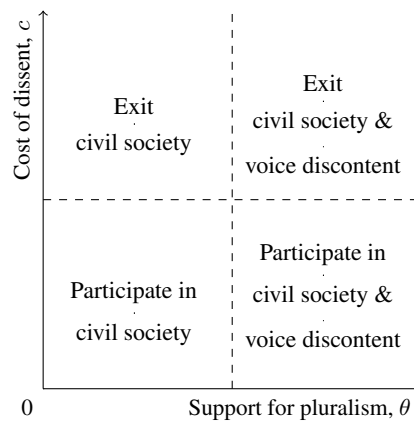 Cost of dissent, c
Exit
civil society
Exit
civil society &
voice discontent
Participate in
civil society
Participate in
civil society &
voice discontent
0
Support for pluralism, θ